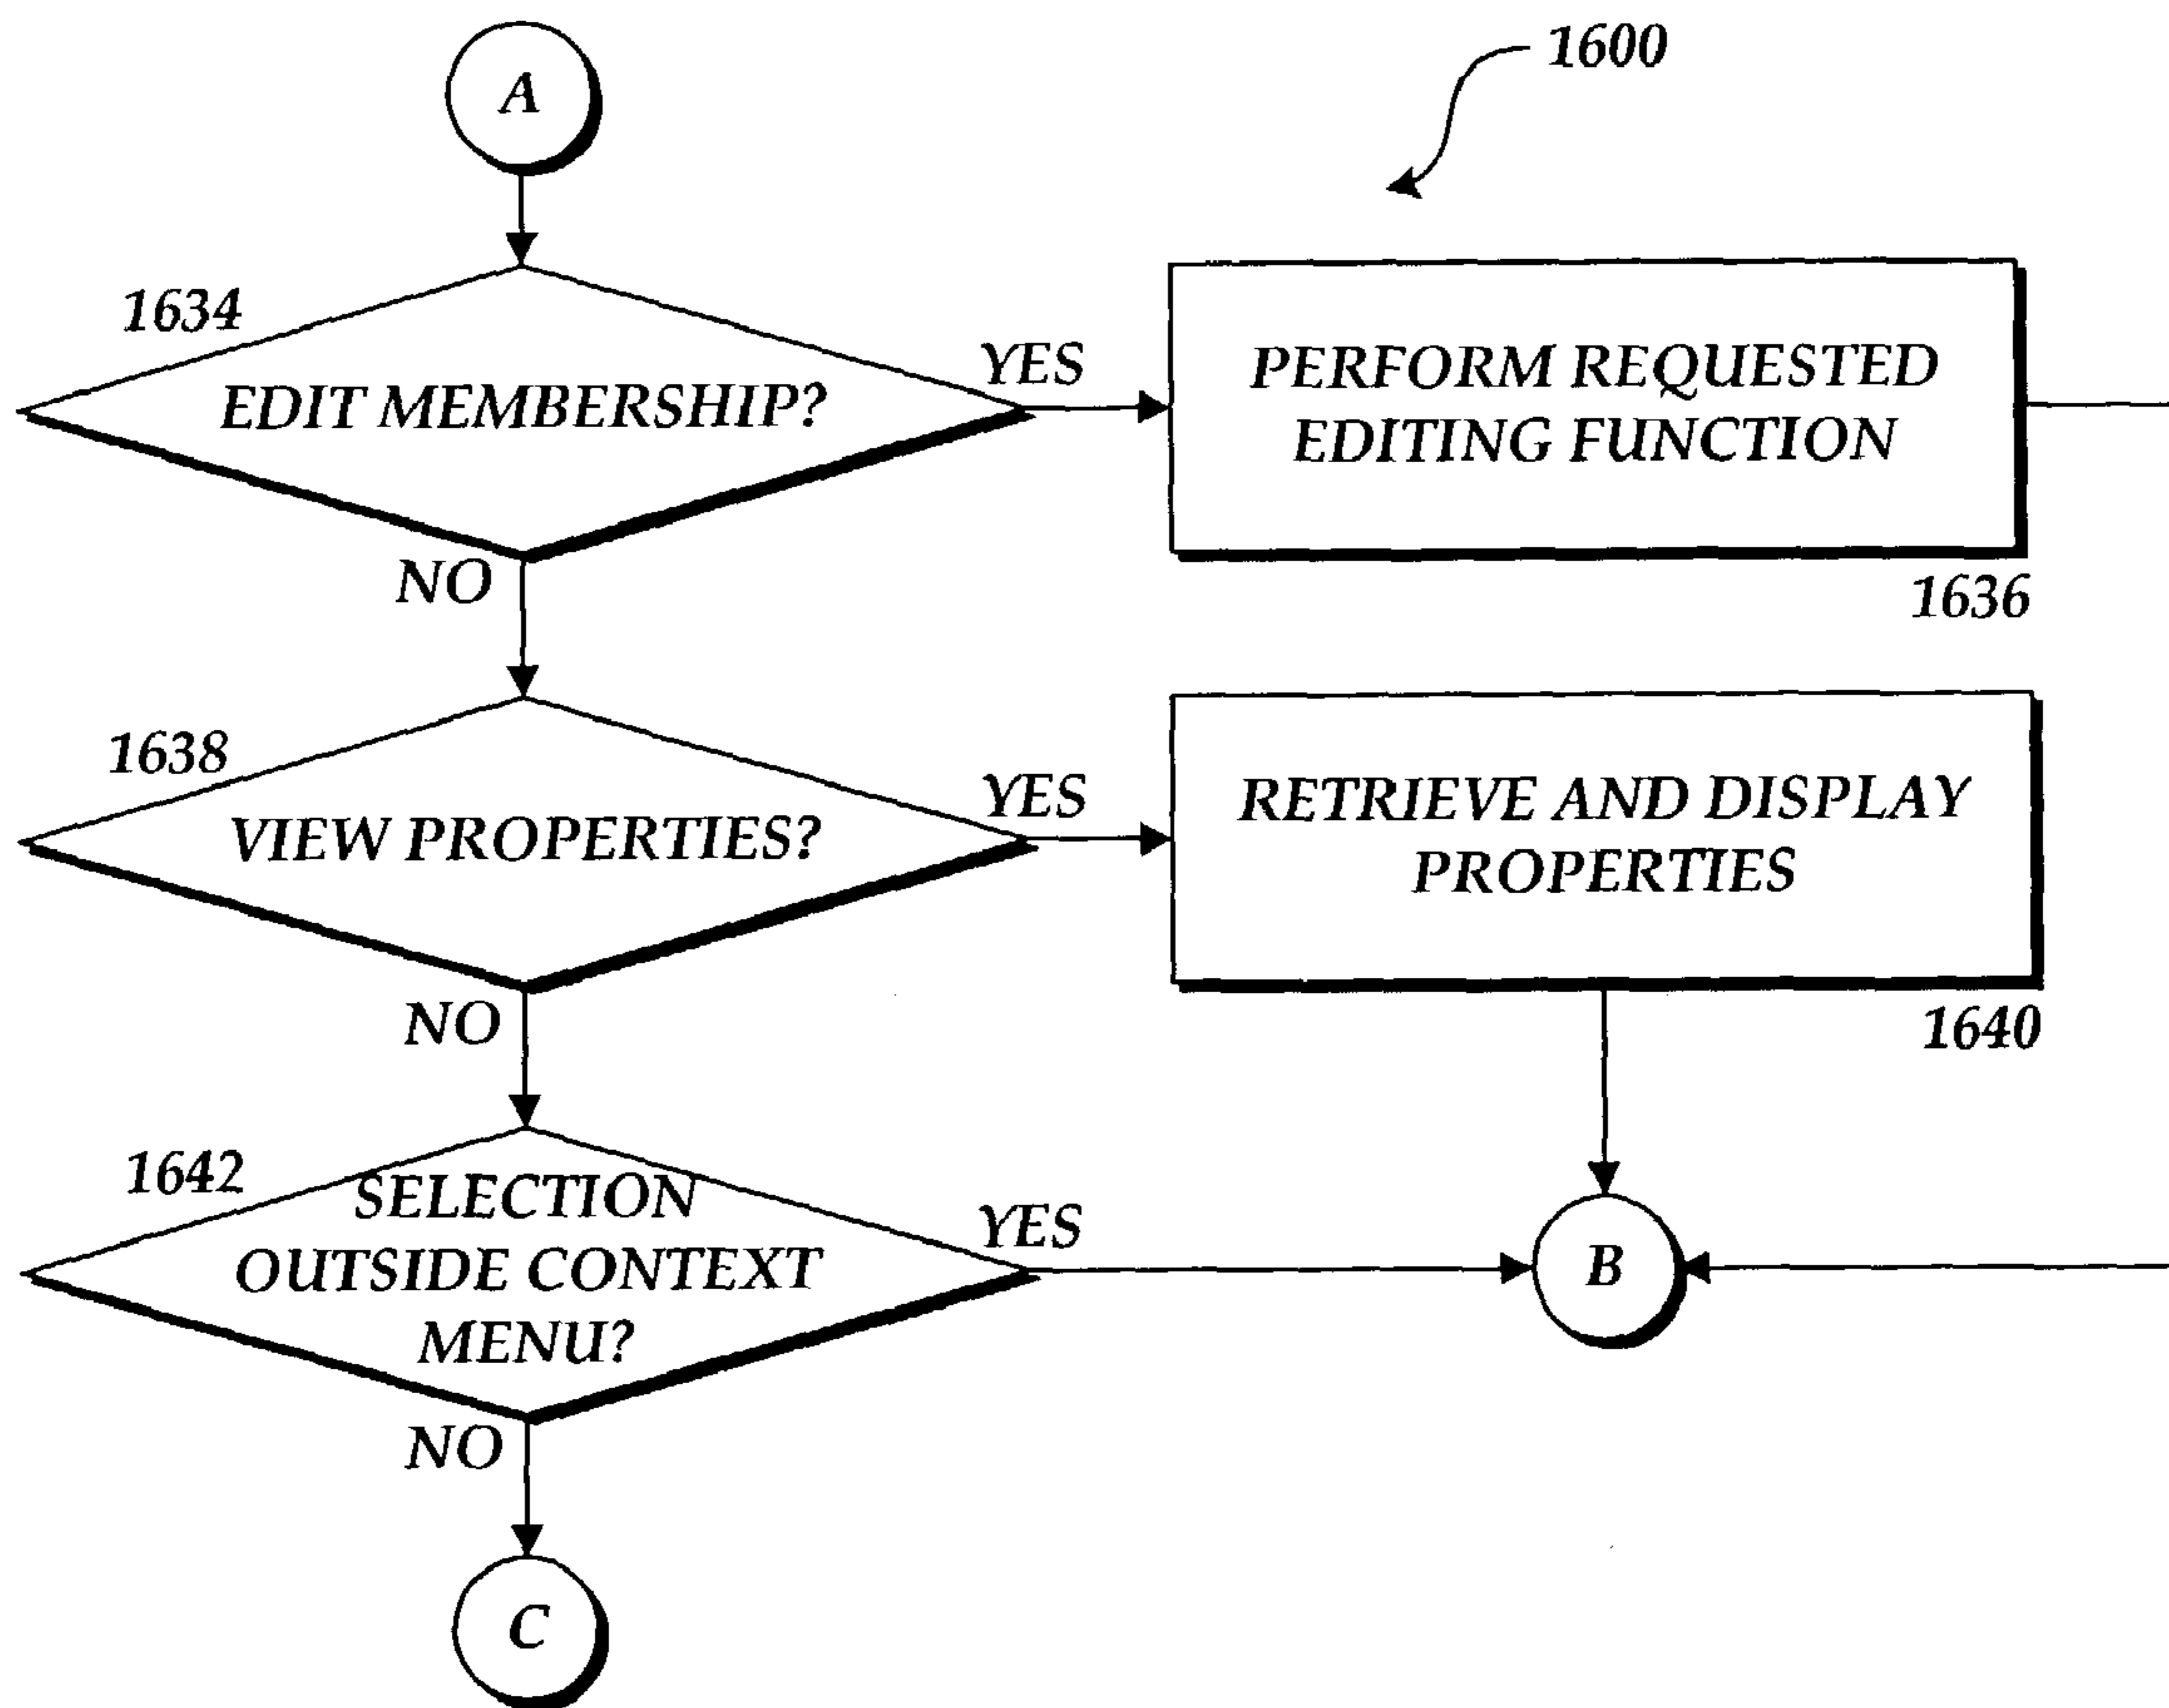 A
1600
1634
EDIT MEMBERSHIP?
YES
PERFORM REQUESTED
EDITING FUNCTION
1636
NO
1638
VIEW PROPERTIES?
YES
RETRIEVE AND DISPLAY
PROPERTIES
1640
NO
1642
SELECTION
OUTSIDE CONTEXT
MENU?
YES
B
NO
C